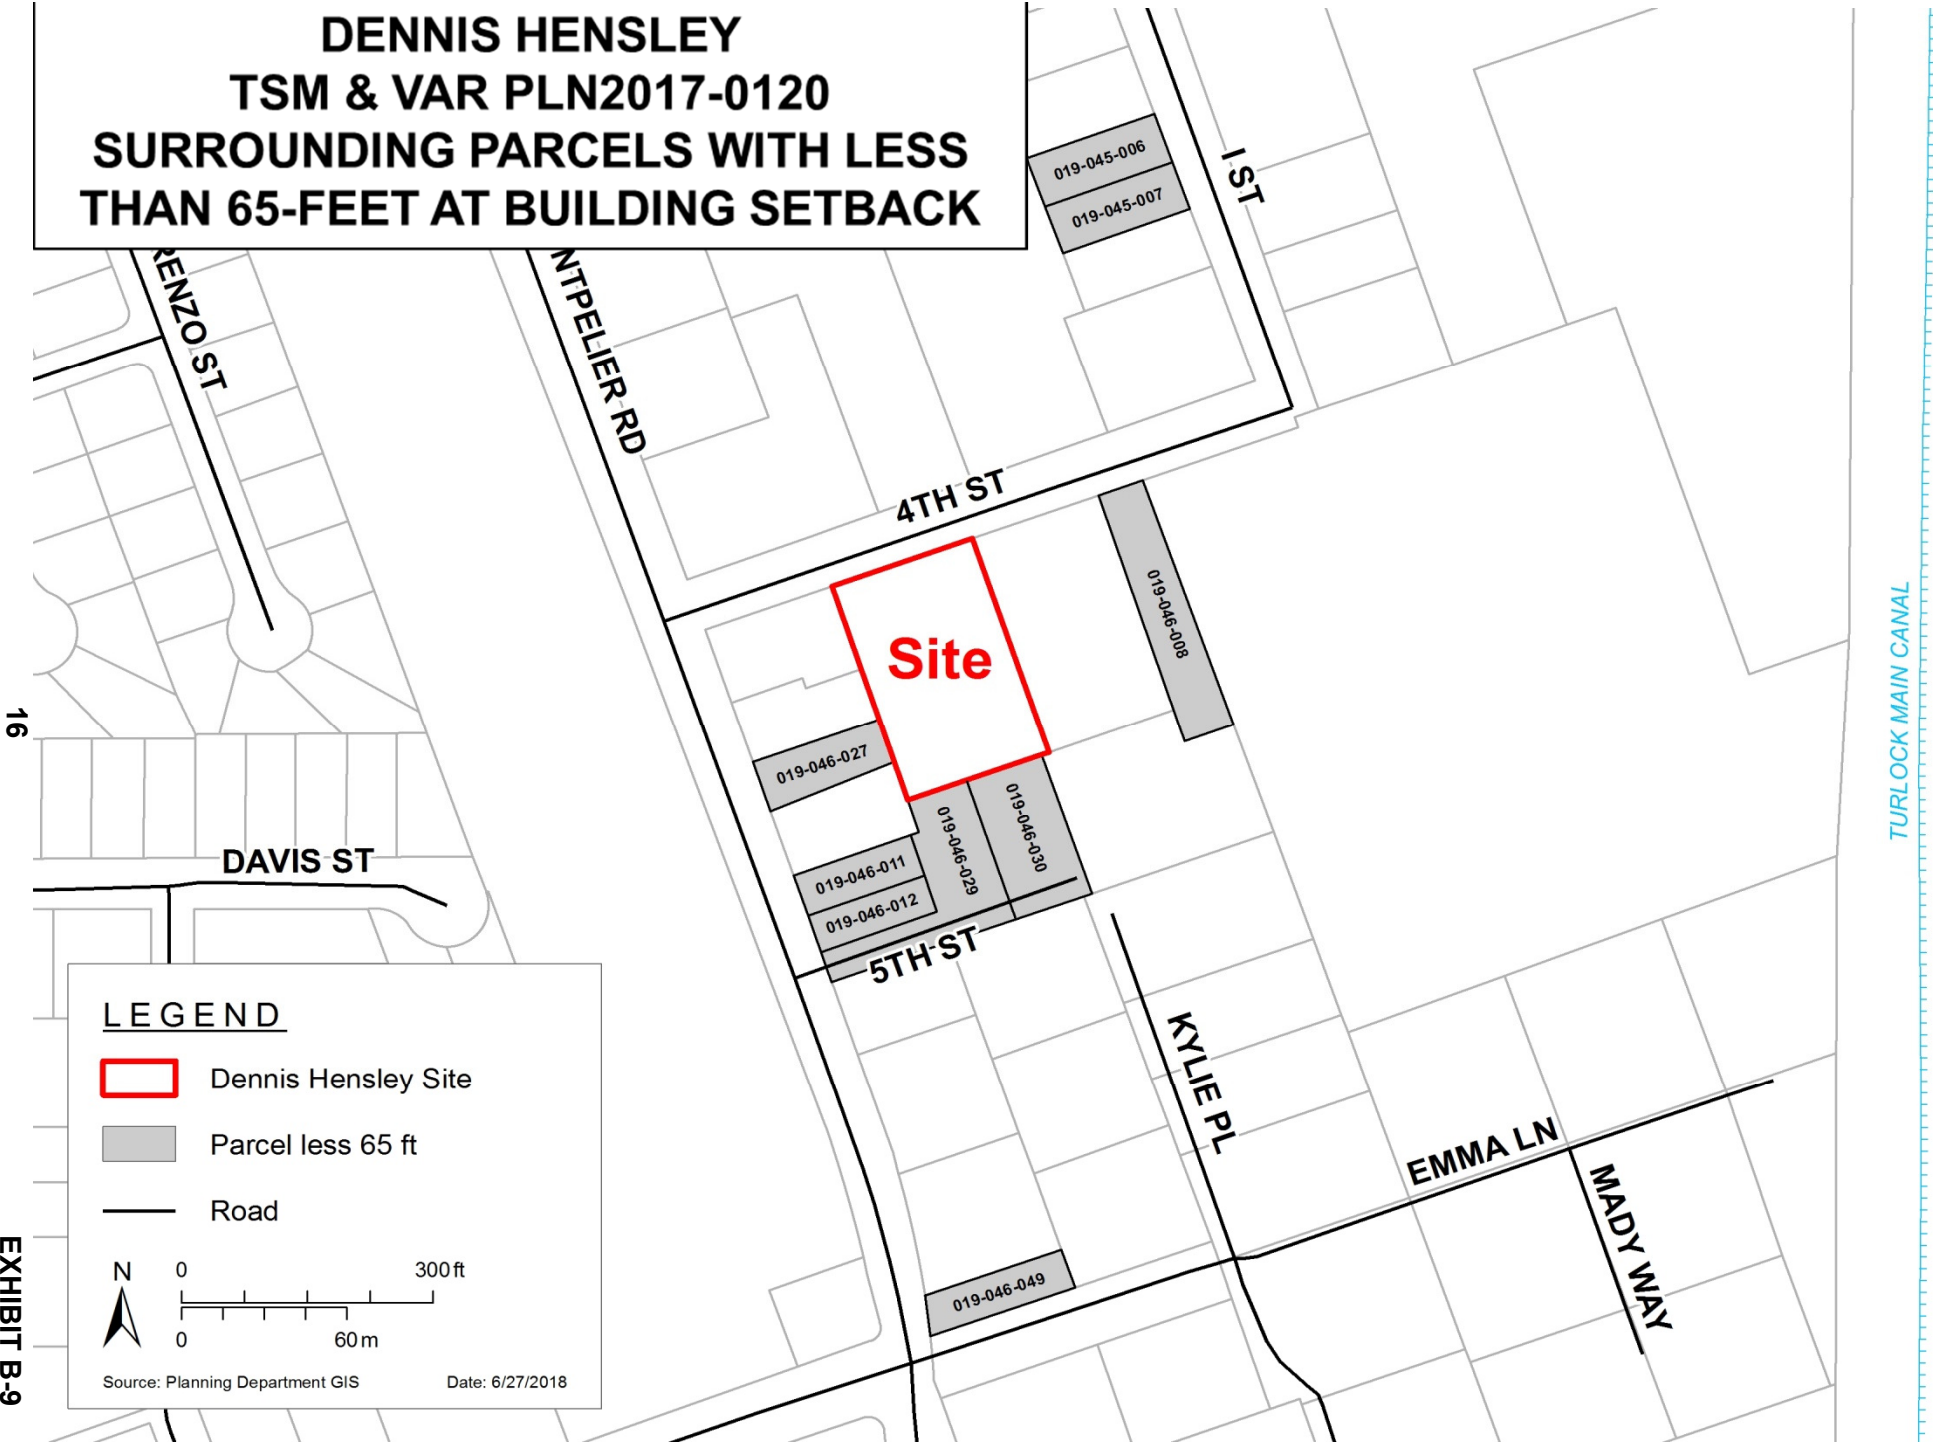 DENNIS HENSLEY
TSM & VAR PLN2017-0120
SURROUNDING PARCELS WITH LESS
THAN 65-FEET AT BUILDING SETBACK
019-045-006
019-045-007
I ST
RENZO ST
NTPELIER RD
4TH ST
Site
019-046-008
TURLOCK MAIN CANAL
019-046-027
019-046-029
019-046-030
019-046-011
019-046-012
5TH ST
DAVIS ST
KYLIE PL
EMMA LN
MADY WAY
019-046-049
LEGEND
Dennis Hensley Site
Parcel less 65 ft
Road
N
0 300 ft
0 60 m
Source: Planning Department GIS Date: 6/27/2018
16
EXHIBIT B-9